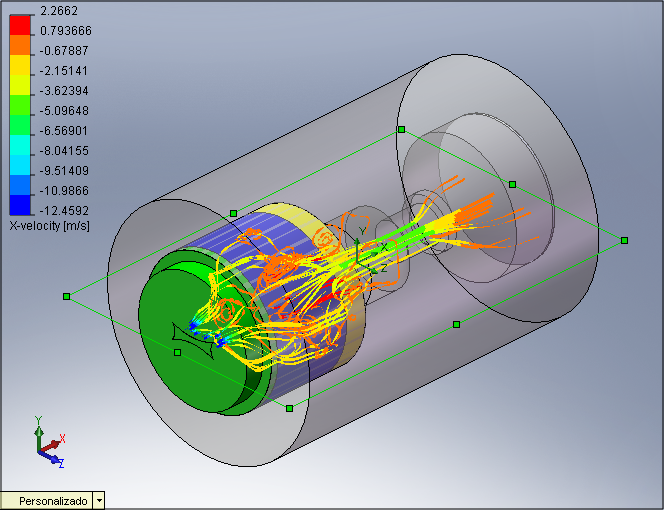 2.2662
0.793666
-0.67887
-2.15141
-3.62394
-5.09648
-6.56901
-8.04155
-9.51409
-10.9866
-12.4592
X-velocity [m/s]
Y
X
Z
Y
X
Z
Personalizado